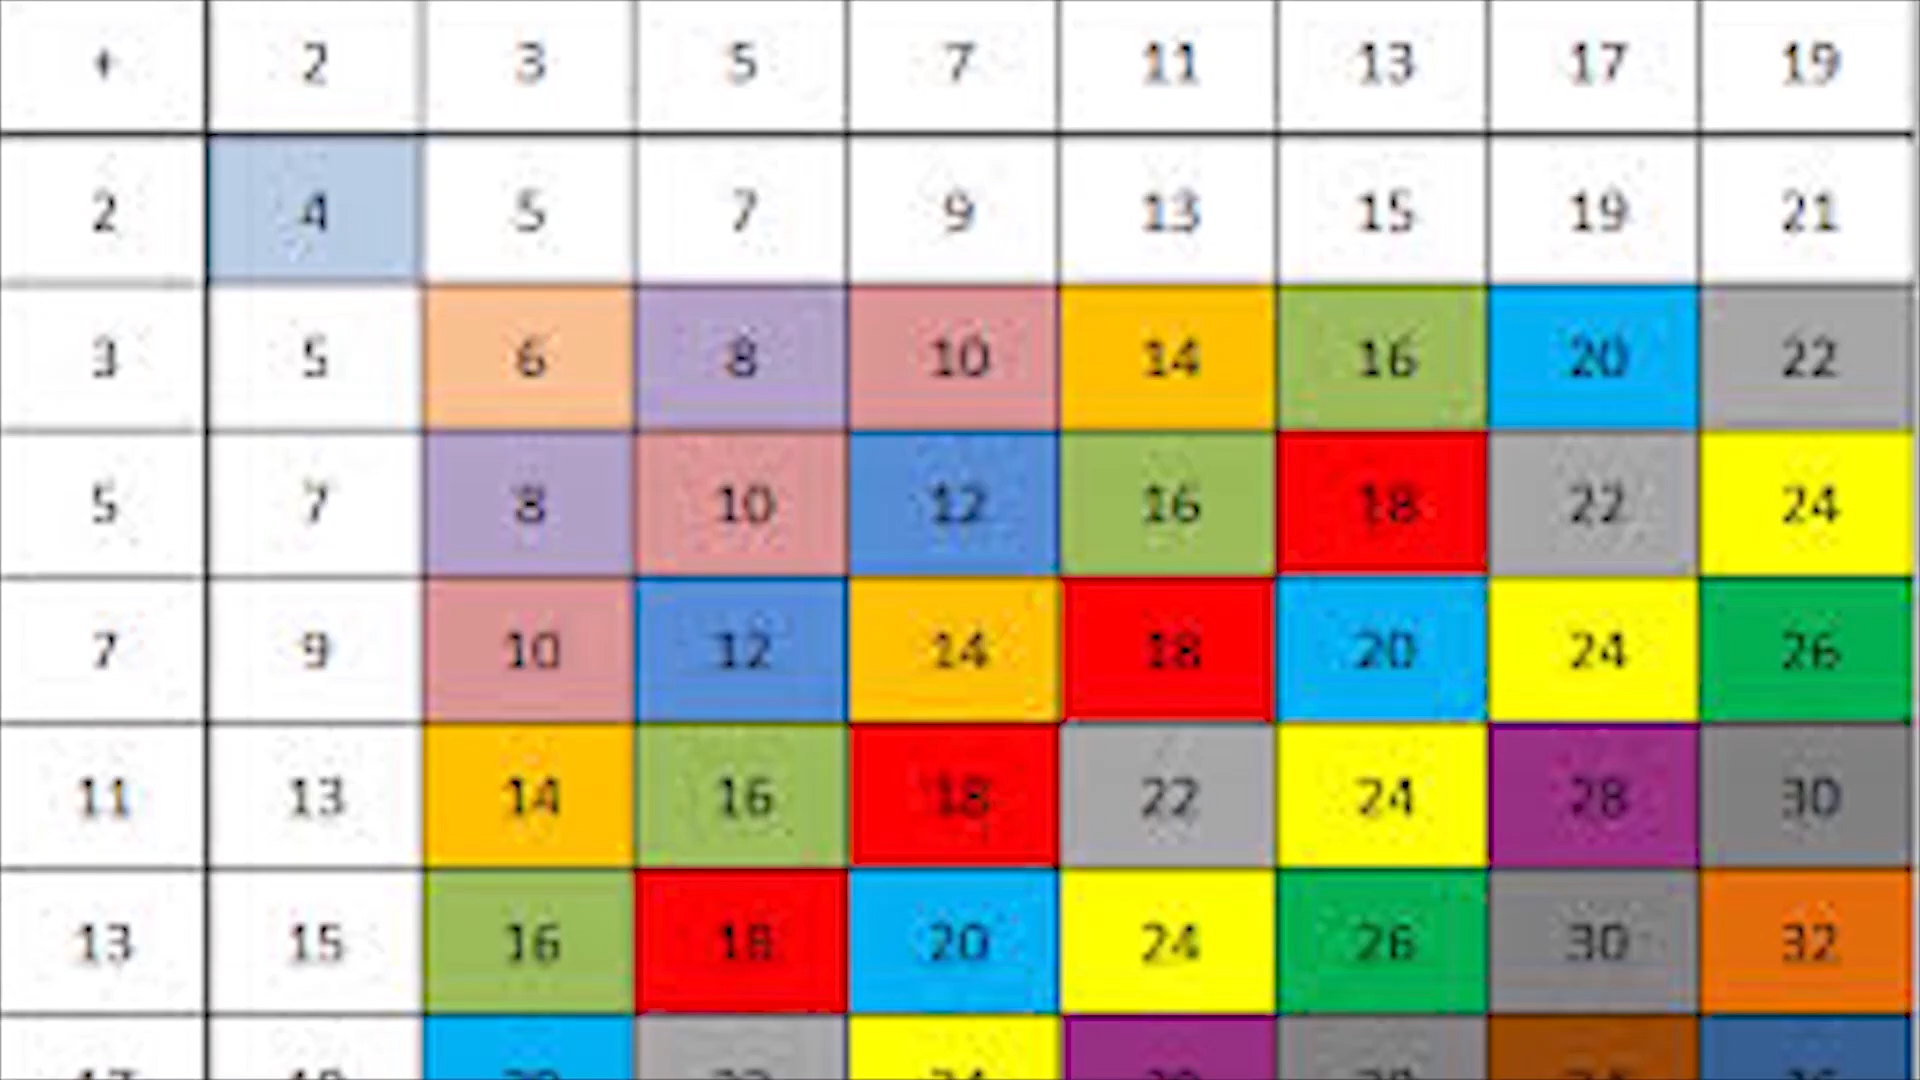 + 2 3 5 7 11 13 17 19
2 4 5 7 9 13 15 19 21
3 5 6 8 10 14 16 20 22
5 7 8 10 12 16 18 22 24
7 9 10 12 14 18 20 24 26
11 13 14 16 18 22 24 28 30
13 15 16 18 20 24 26 30 32